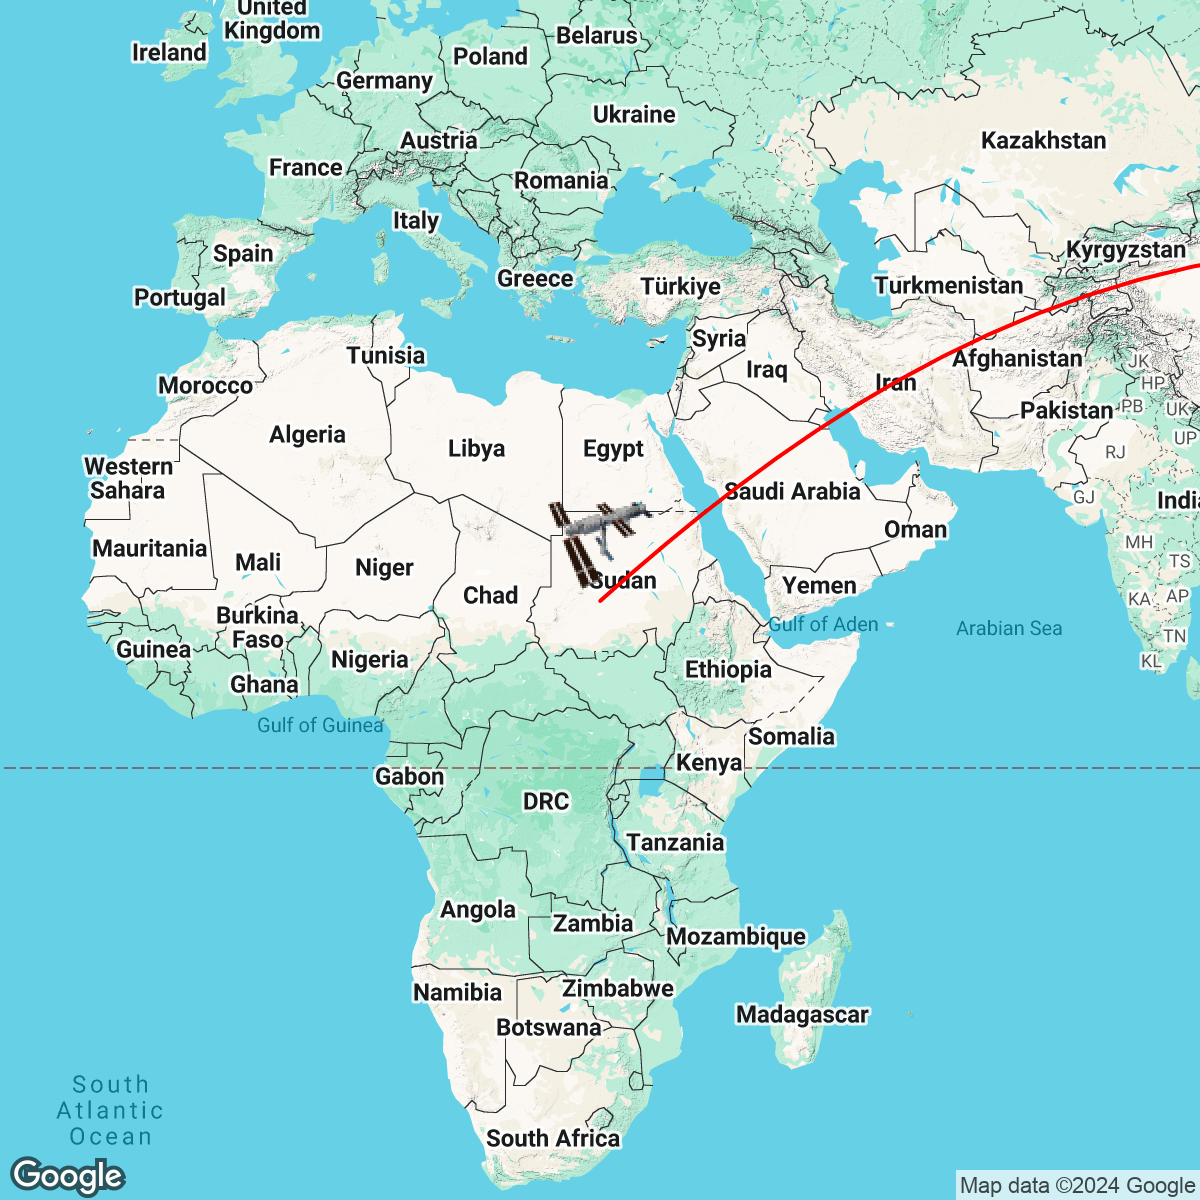 United
Kingdom
Ireland
Belarus
Poland
Germany
Ukraine
Austria
Kazakhstan
France
Romania
Italy
Spain
Kyrgyzstan
Greece
Türkiye
Turkmenistan
Portugal
Syria
Tunisia
Afghanistan
JK
Iraq
Iran
HP
Morocco
Pakistan
PB
UK
Algeria
Libya
Egypt
UP
RJ
Western
Sahara
Saudi Arabia
GJ
India
Oman
Mauritania
MH
Mali
Niger
TS
Sudan
Yemen
Chad
KA
AP
Burkina
Faso
Gulf of Aden
Arabian Sea
TN
Guinea
Nigeria
KL
Ethiopia
Ghana
Gulf of Guinea
Somalia
Kenya
Gabon
DRC
Tanzania
Angola
Zambia
Mozambique
Zimbabwe
Namibia
Madagascar
Botswana
South
Atlantic
Ocean
South Africa
Google
Map data ©2024 Google